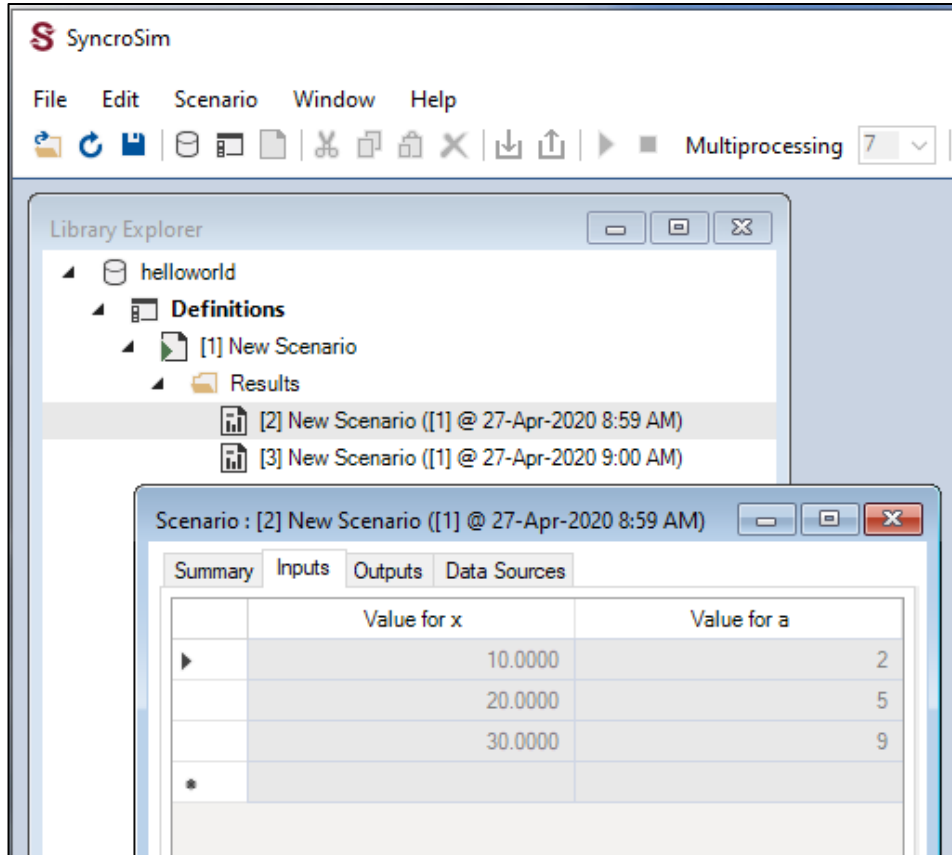 SyncroSim
File Edit Scenario Window Help
Multiprocessing 7
Library Explorer
helloworld
Definitions
[1] New Scenario
Results
[2] New Scenario ([1] @ 27-Apr-2020 8:59 AM)
[3] New Scenario ([1] @ 27-Apr-2020 9:00 AM)
Scenario : [2] New Scenario ([1] @ 27-Apr-2020 8:59 AM)
Summary Inputs Outputs Data Sources
Value for x Value for a
10.0000 2
20.0000 5
30.0000 9